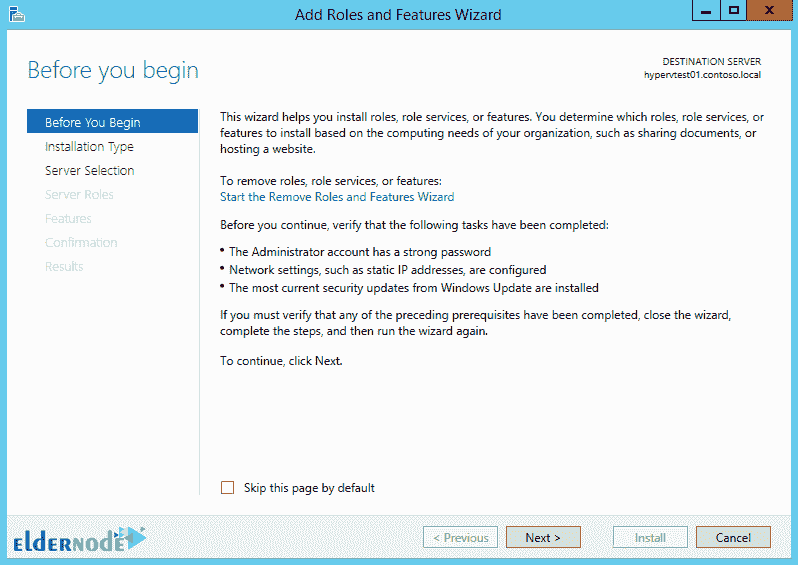 Add Roles and Features Wizard
Before you begin
DESTINATION SERVER
hypervtest01.contoso.local
Before You Begin
Installation Type
Server Selection
Server Roles
Features
Confirmation
Results
This wizard helps you install roles, role services, or features. You determine which roles, role services, or
features to install based on the computing needs of your organization, such as sharing documents, or
hosting a website.
To remove roles, role services, or features:
Start the Remove Roles and Features Wizard
Before you continue, verify that the following tasks have been completed:
• The Administrator account has a strong password
• Network settings, such as static IP addresses, are configured
• The most current security updates from Windows Update are installed
If you must verify that any of the preceding prerequisites have been completed, close the wizard,
complete the steps, and then run the wizard again.
To continue, click Next.
Skip this page by default
eLDERNODe
< Previous
Next >
Install
Cancel